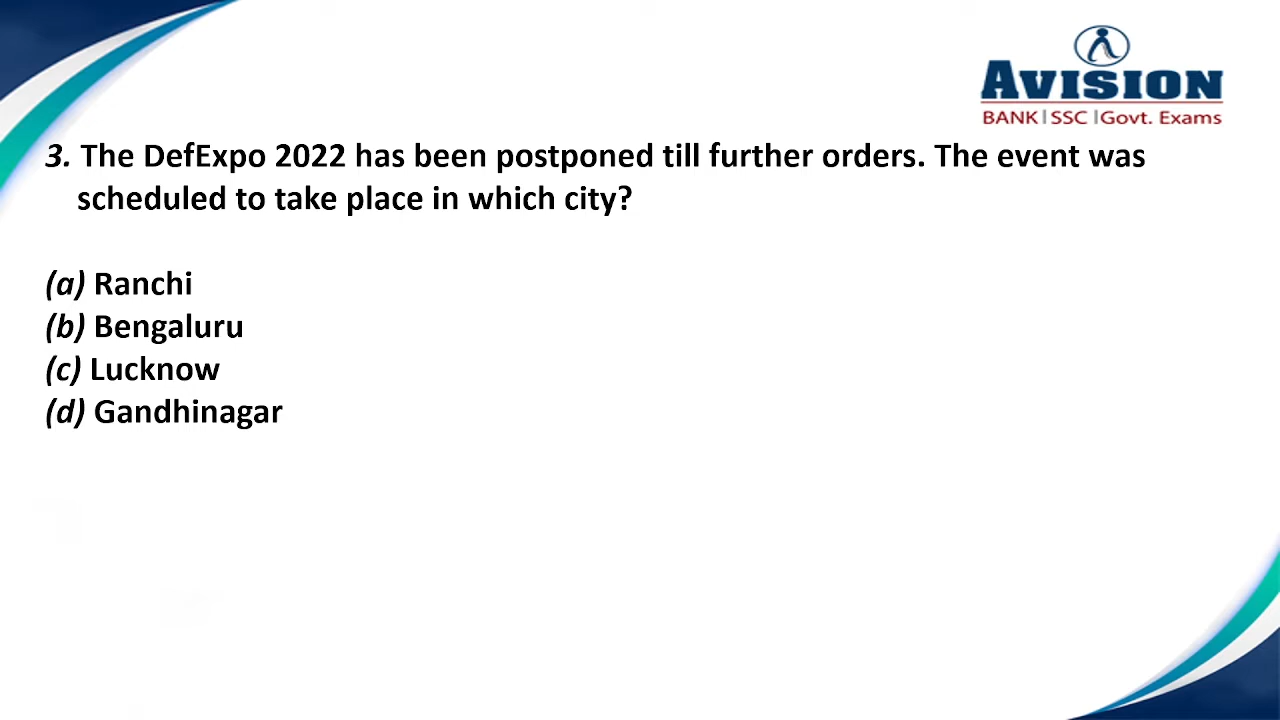 AVISION
BANK|SSC|Govt. Exams
3. The DefExpo 2022 has been postponed till further orders. The event was
scheduled to take place in which city?
(a) Ranchi
(b) Bengaluru
(c) Lucknow
(d) Gandhinagar